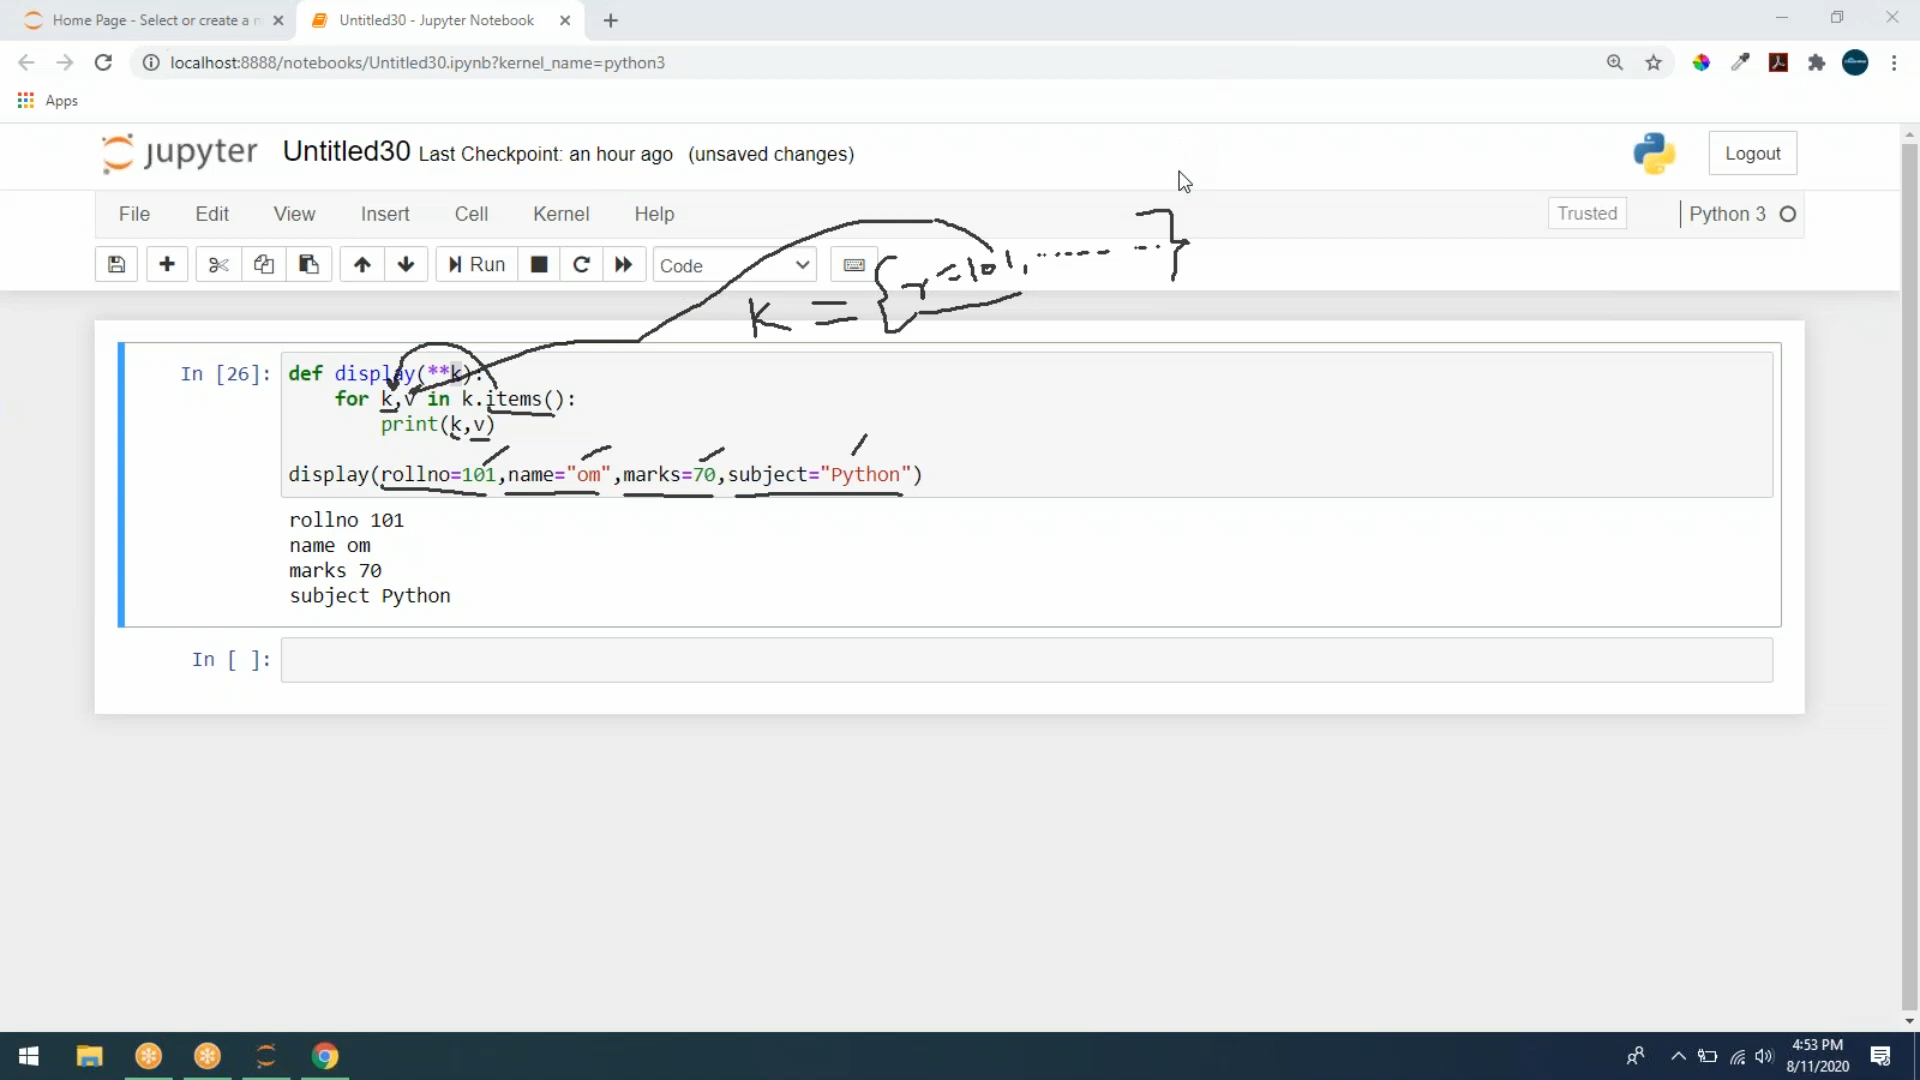 Home Page - Select or create a n
Untitled30 - Jupyter Notebook
localhost:8888/notebooks/Untitled30.ipynb?kernel_name=python3
Apps
jupyter Untitled30 Last Checkpoint: an hour ago (unsaved changes)
Logout
File Edit View Insert Cell Kernel Help
Trusted Python 3
Run Code
k = {r=101, ...... ...}
In [26]: def display(**k):
for k,v in k.items():
print(k,v)
display(rollno=101,name="om",marks=70,subject="Python")
rollno 101
name om
marks 70
subject Python
In [ ]:
4:53 PM
8/11/2020